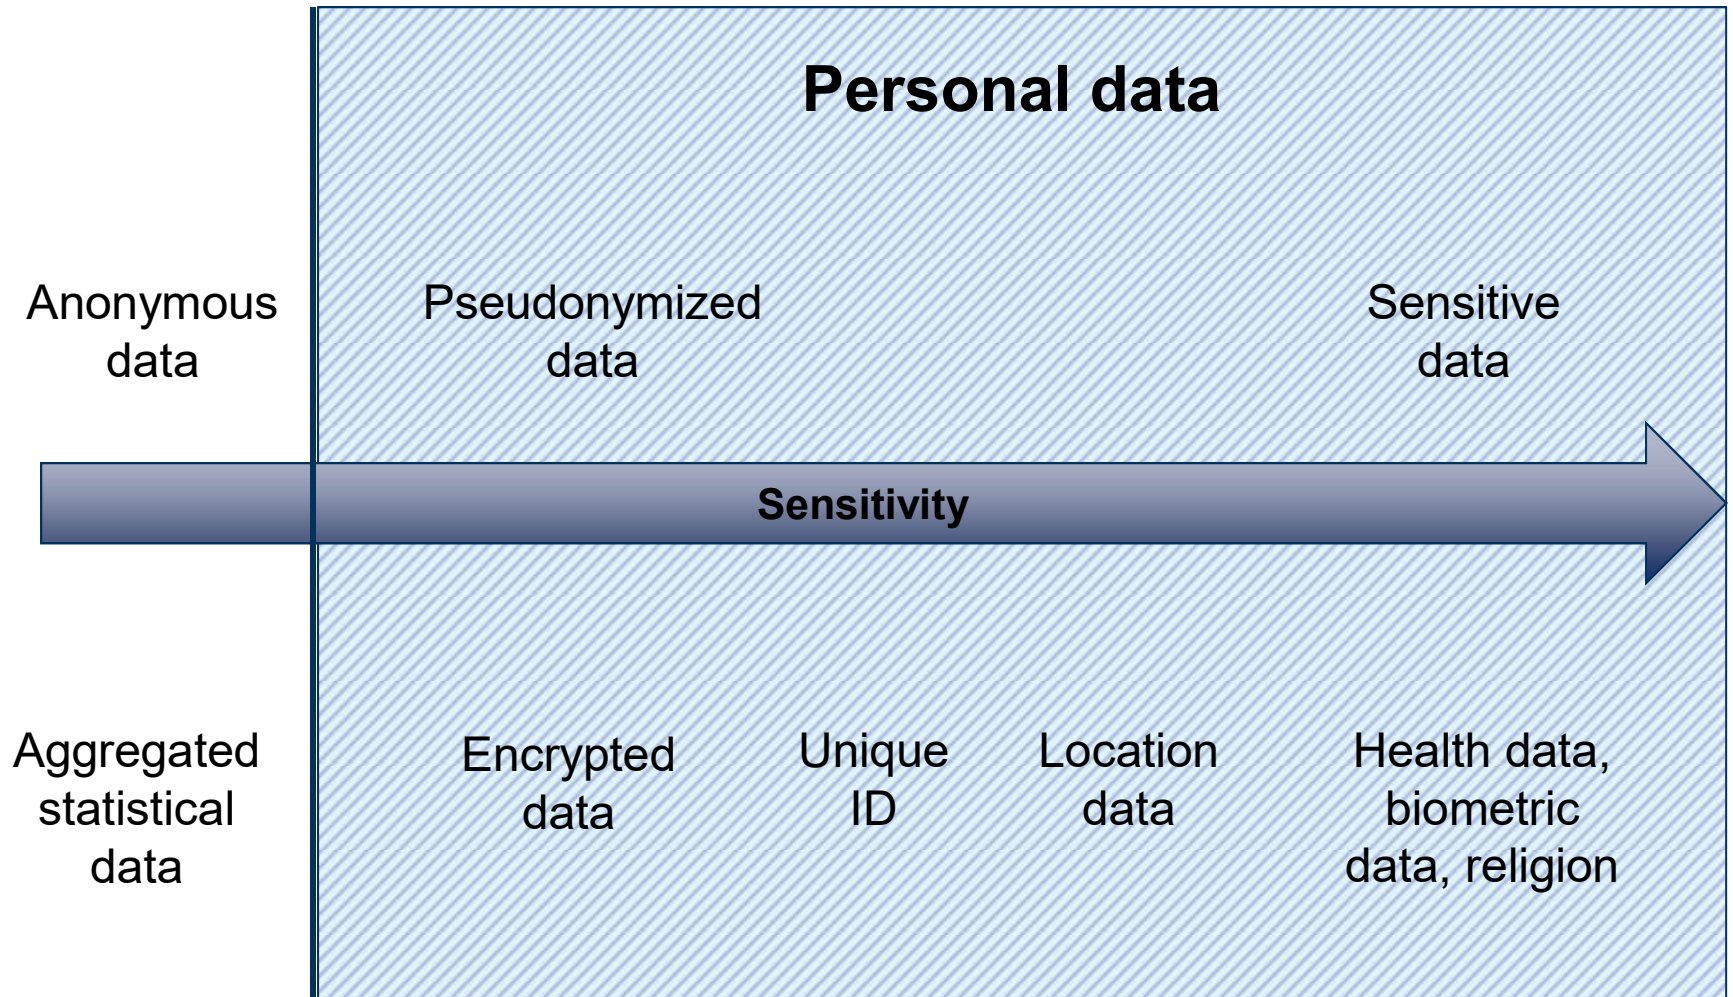 Personal data
Anonymous
data
Pseudonymized
data
Sensitive
data
Sensitivity
Aggregated
statistical
data
Encrypted
data
Unique
ID
Location
data
Health data,
biometric
data, religion